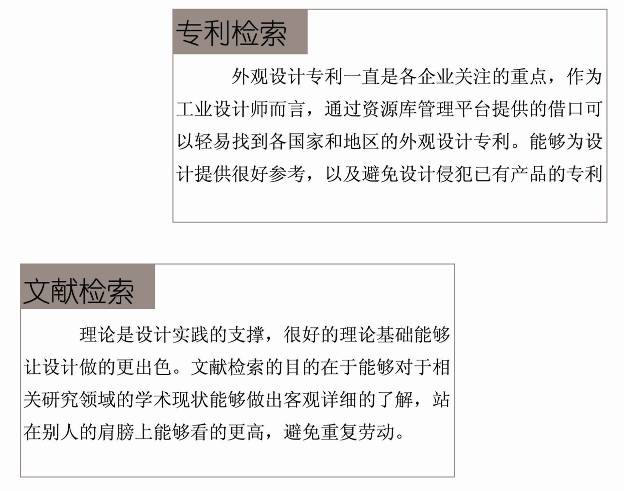 专利检索
外观设计专利一直是各企业关注的重点，作为
工业设计师而言，通过资源库管理平台提供的借口可
以轻易找到各国家和地区的外观设计专利。能够为设
计提供很好参考，以及避免设计侵犯已有产品的专利
文献检索
理论是设计实践的支撑，很好的理论基础能够
让设计做的更出色。文献检索的目的在于能够对于相
关研究领域的学术现状能够做出客观详细的了解，站
在别人的肩膀上能够看的更高，避免重复劳动。